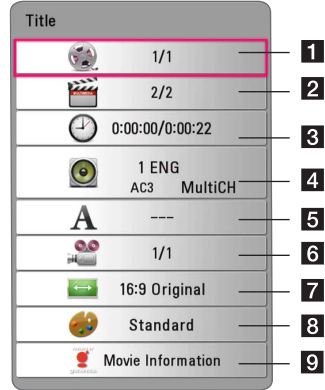 Title
1/1 1
2/2 2
0:00:00/0:00:22 3
1 ENG
AC3 MultiCH 4
A --- 5
1/1 6
16:9 Original 7
Standard 8
Movie Information 9